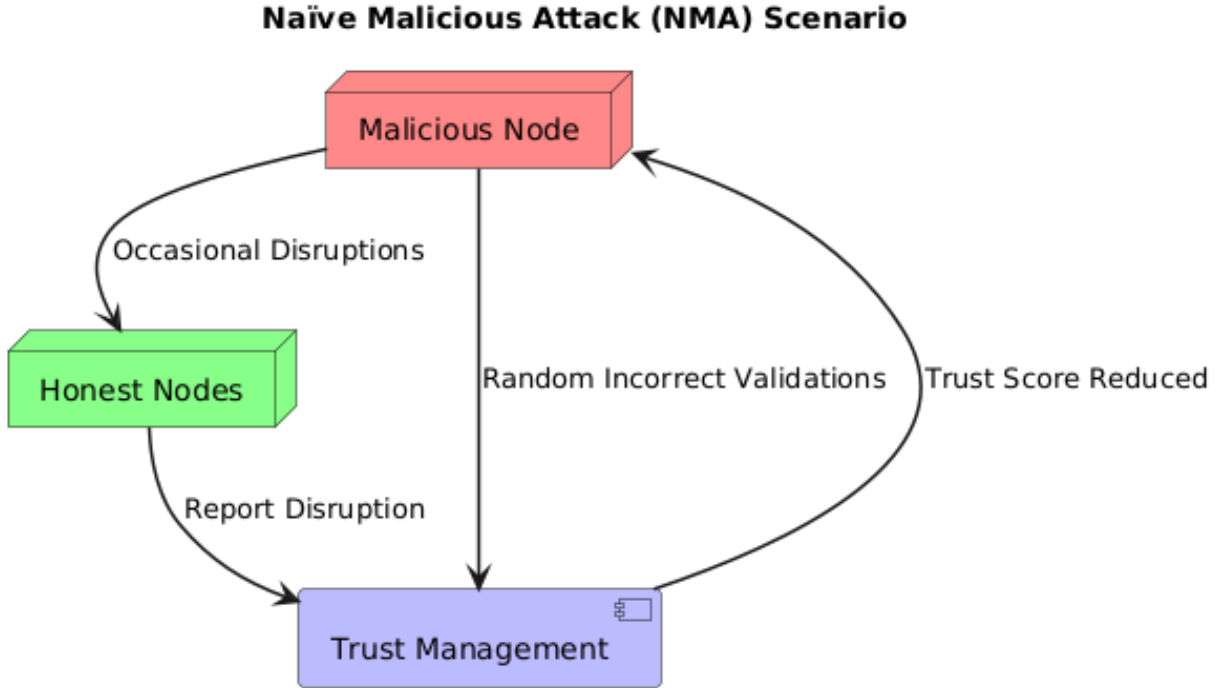 Naïve Malicious Attack (NMA) Scenario
Malicious Node
Occasional Disruptions
Honest Nodes
Random Incorrect Validations
Trust Score Reduced
Report Disruption
Trust Management